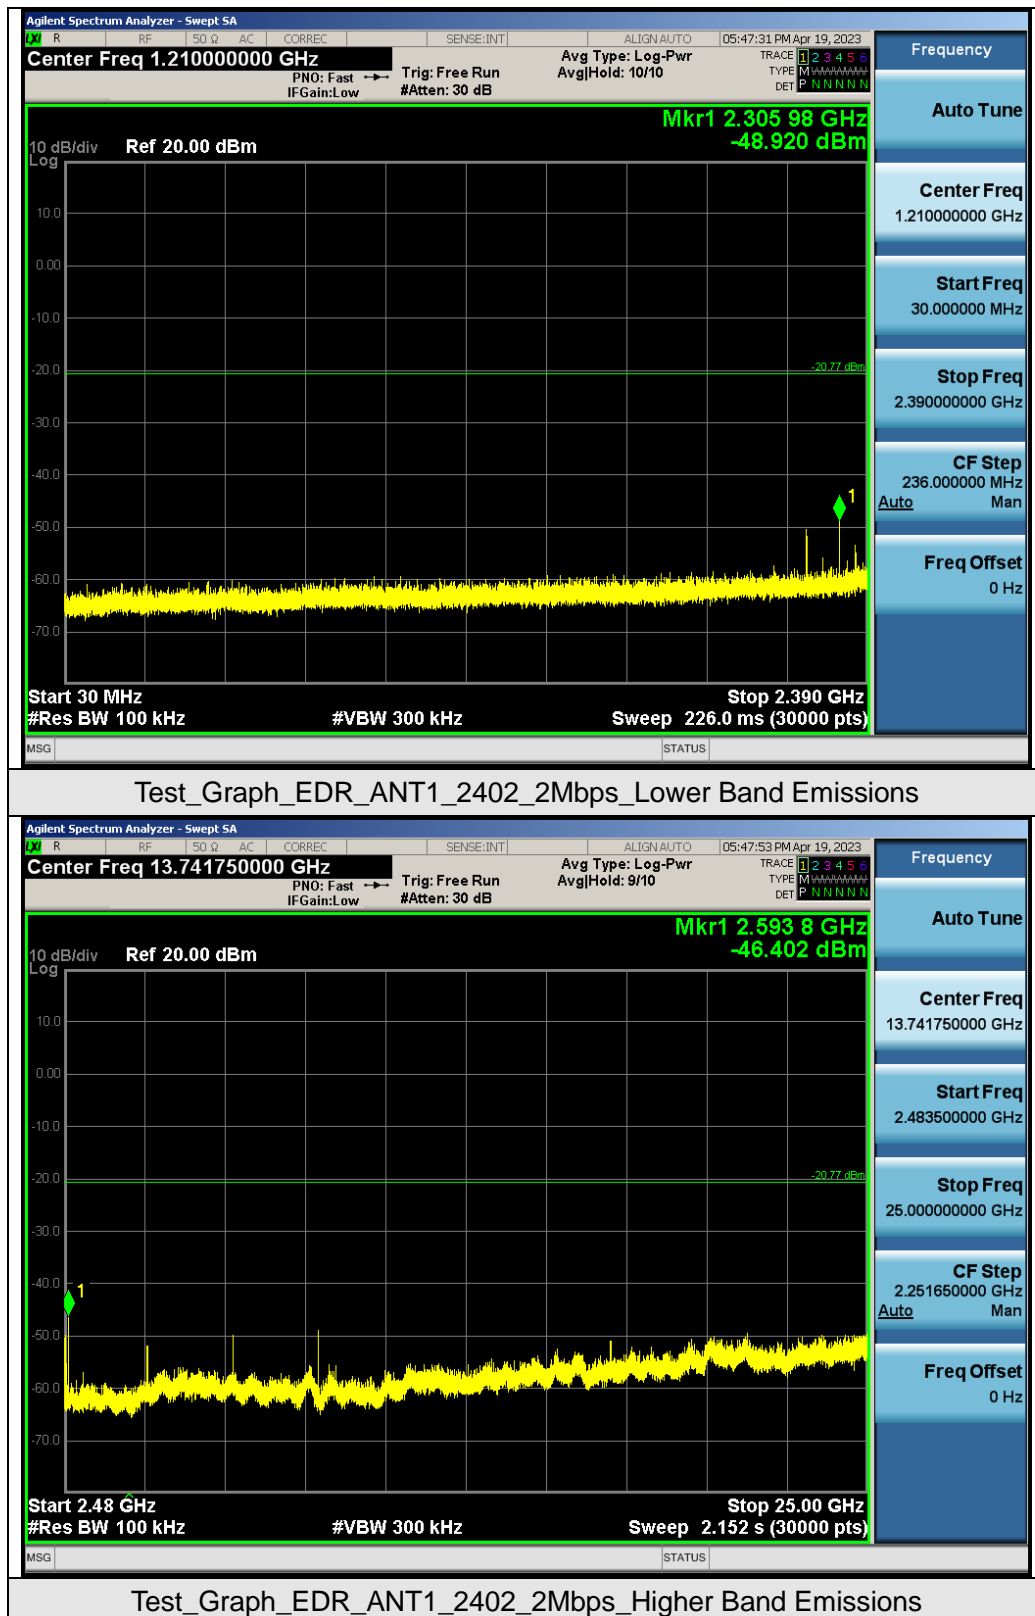 Agilent Spectrum Analyzer - Swept SA
LXI R RF 50 Ω AC CORREC SENSE:INT ALIGN AUTO 05:47:31 PM Apr 19, 2023
Center Freq 1.210000000 GHz
PNO: Fast
IFGain:Low
Trig: Free Run
#Atten: 30 dB
Avg Type: Log-Pwr
Avg|Hold: 10/10
TRACE 1 2 3 4 5 6
TYPE M WWWWW
DET P N N N N N
Mkr1 2.305 98 GHz
-48.920 dBm
10 dB/div Ref 20.00 dBm
Log
10.0
0.00
-10.0
-20.0
-20.77 dBm
-30.0
-40.0
1
-50.0
-60.0
-70.0
Start 30 MHz Stop 2.390 GHz
#Res BW 100 kHz #VBW 300 kHz Sweep 226.0 ms (30000 pts)
MSG STATUS
Frequency
Auto Tune
Center Freq
1.210000000 GHz
Start Freq
30.000000 MHz
Stop Freq
2.390000000 GHz
CF Step
236.000000 MHz
Auto Man
Freq Offset
0 Hz
Test_Graph_EDR_ANT1_2402_2Mbps_Lower Band Emissions
Agilent Spectrum Analyzer - Swept SA
LXI R RF 50 Ω AC CORREC SENSE:INT ALIGN AUTO 05:47:53 PM Apr 19, 2023
Center Freq 13.741750000 GHz
PNO: Fast
IFGain:Low
Trig: Free Run
#Atten: 30 dB
Avg Type: Log-Pwr
Avg|Hold: 9/10
TRACE 1 2 3 4 5 6
TYPE M WWWWW
DET P N N N N N
Mkr1 2.593 8 GHz
-46.402 dBm
10 dB/div Ref 20.00 dBm
Log
10.0
0.00
-10.0
-20.0
-20.77 dBm
-30.0
-40.0
1
-50.0
-60.0
-70.0
Start 2.48 GHz Stop 25.00 GHz
#Res BW 100 kHz #VBW 300 kHz Sweep 2.152 s (30000 pts)
MSG STATUS
Frequency
Auto Tune
Center Freq
13.741750000 GHz
Start Freq
2.483500000 GHz
Stop Freq
25.000000000 GHz
CF Step
2.251650000 GHz
Auto Man
Freq Offset
0 Hz
Test_Graph_EDR_ANT1_2402_2Mbps_Higher Band Emissions